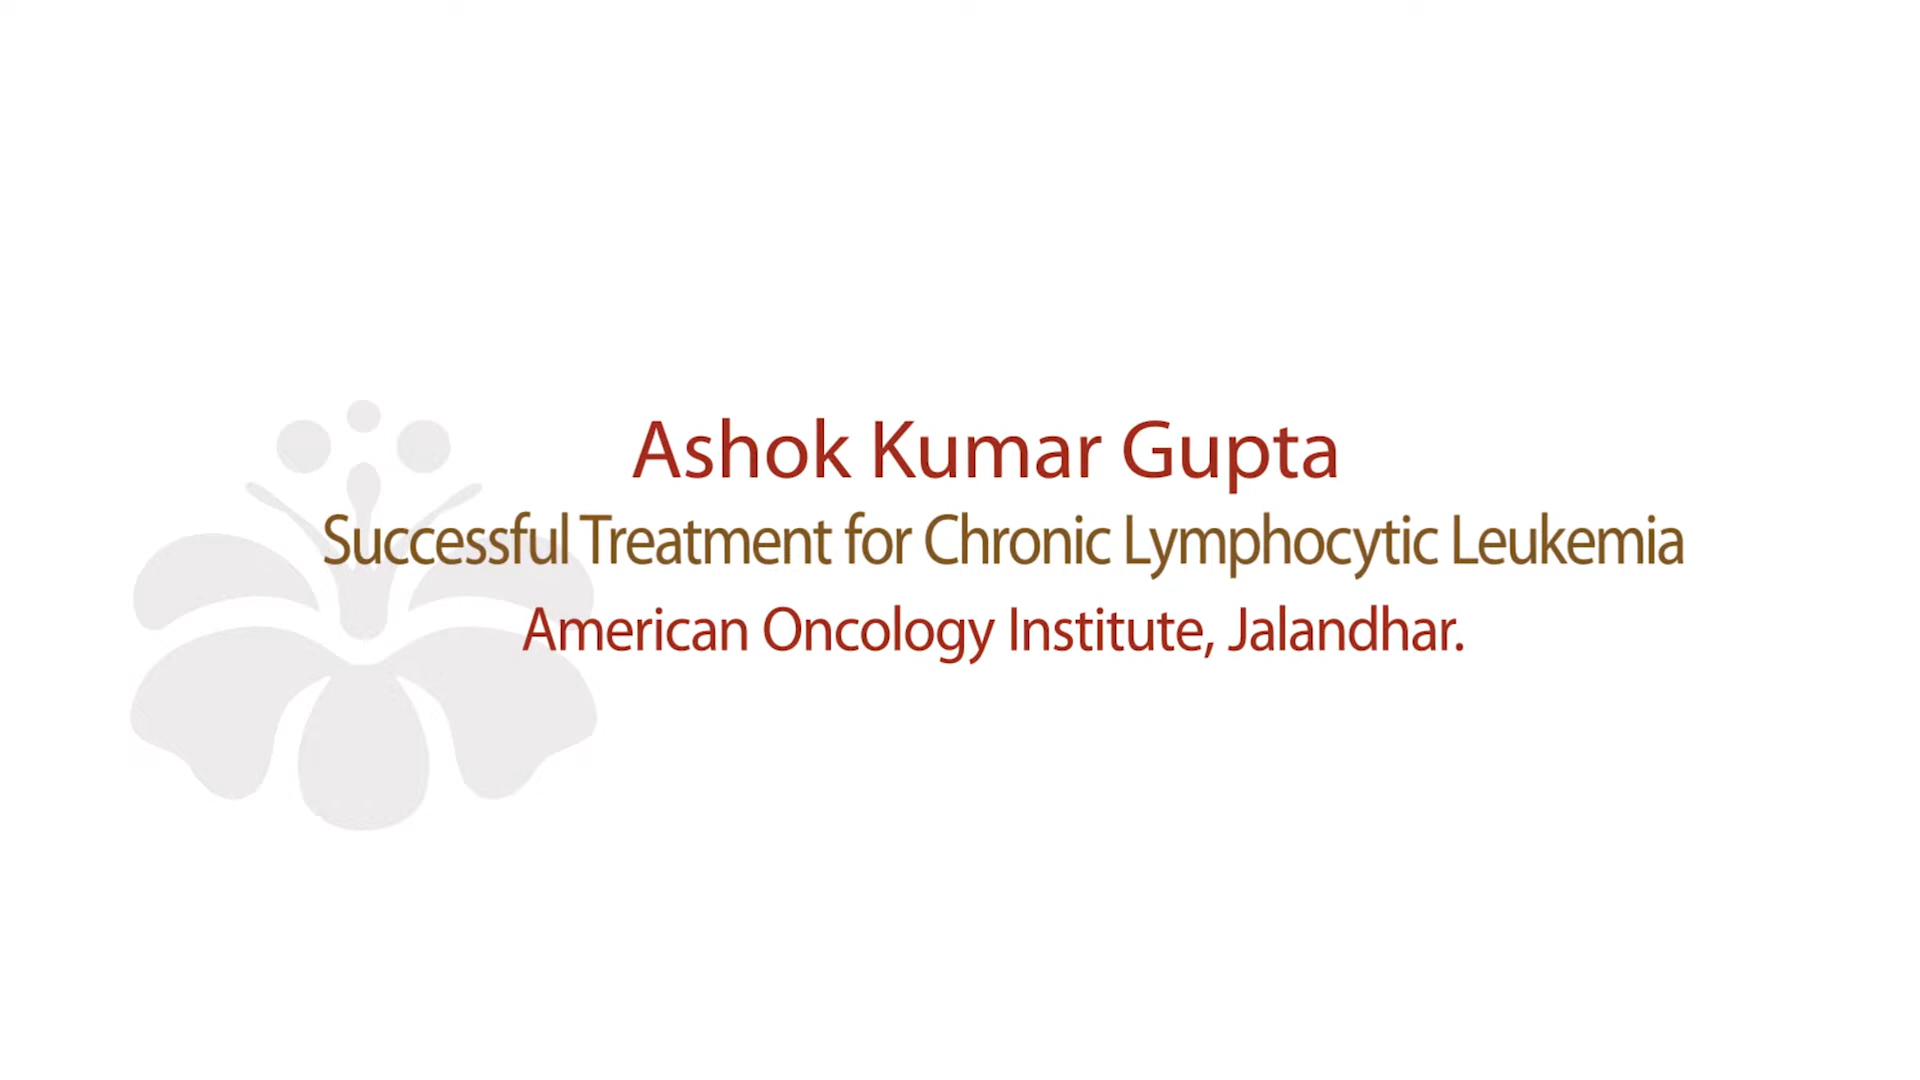 Ashok Kumar Gupta
Successful Treatment for Chronic Lymphocytic Leukemia
American Oncology Institute, Jalandhar.